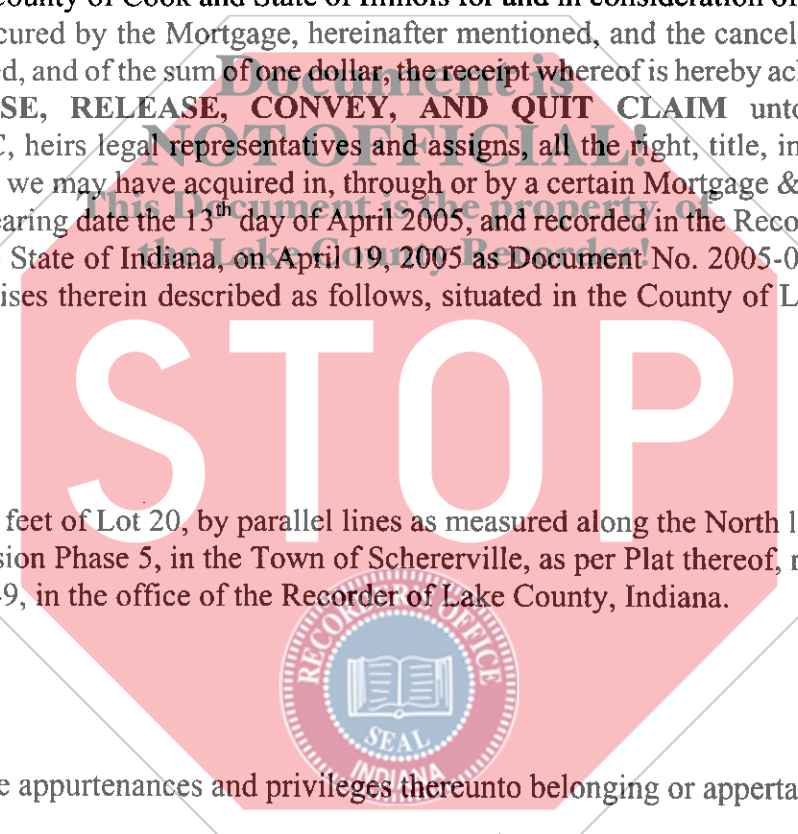 County of Cook and State of Illinois for and in consideration of
cured by the Mortgage, hereinafter mentioned, and the cancel
ed, and of the sum of one dollar, the receipt whereof is hereby ac
Document is
SE, RELEASE, CONVEY, AND QUIT CLAIM unto
NOT OFFICIAL!
C, heirs legal representatives and assigns, all the right, title, in
we may have acquired in, through or by a certain Mortgage &
This Document is the property of
earing date the 13th day of April 2005, and recorded in the Reco
the Lake County Recorder!
State of Indiana, on April 19, 2005 as Document No. 2005-0
ises therein described as follows, situated in the County of L
STOP
feet of Lot 20, by parallel lines as measured along the North l
sion Phase 5, in the Town of Schererville, as per Plat thereof, r
9, in the office of the Recorder of Lake County, Indiana.
RECORDER'S OFFICE
SEAL
INDIANA
e appurtenances and privileges thereunto belonging or apperta